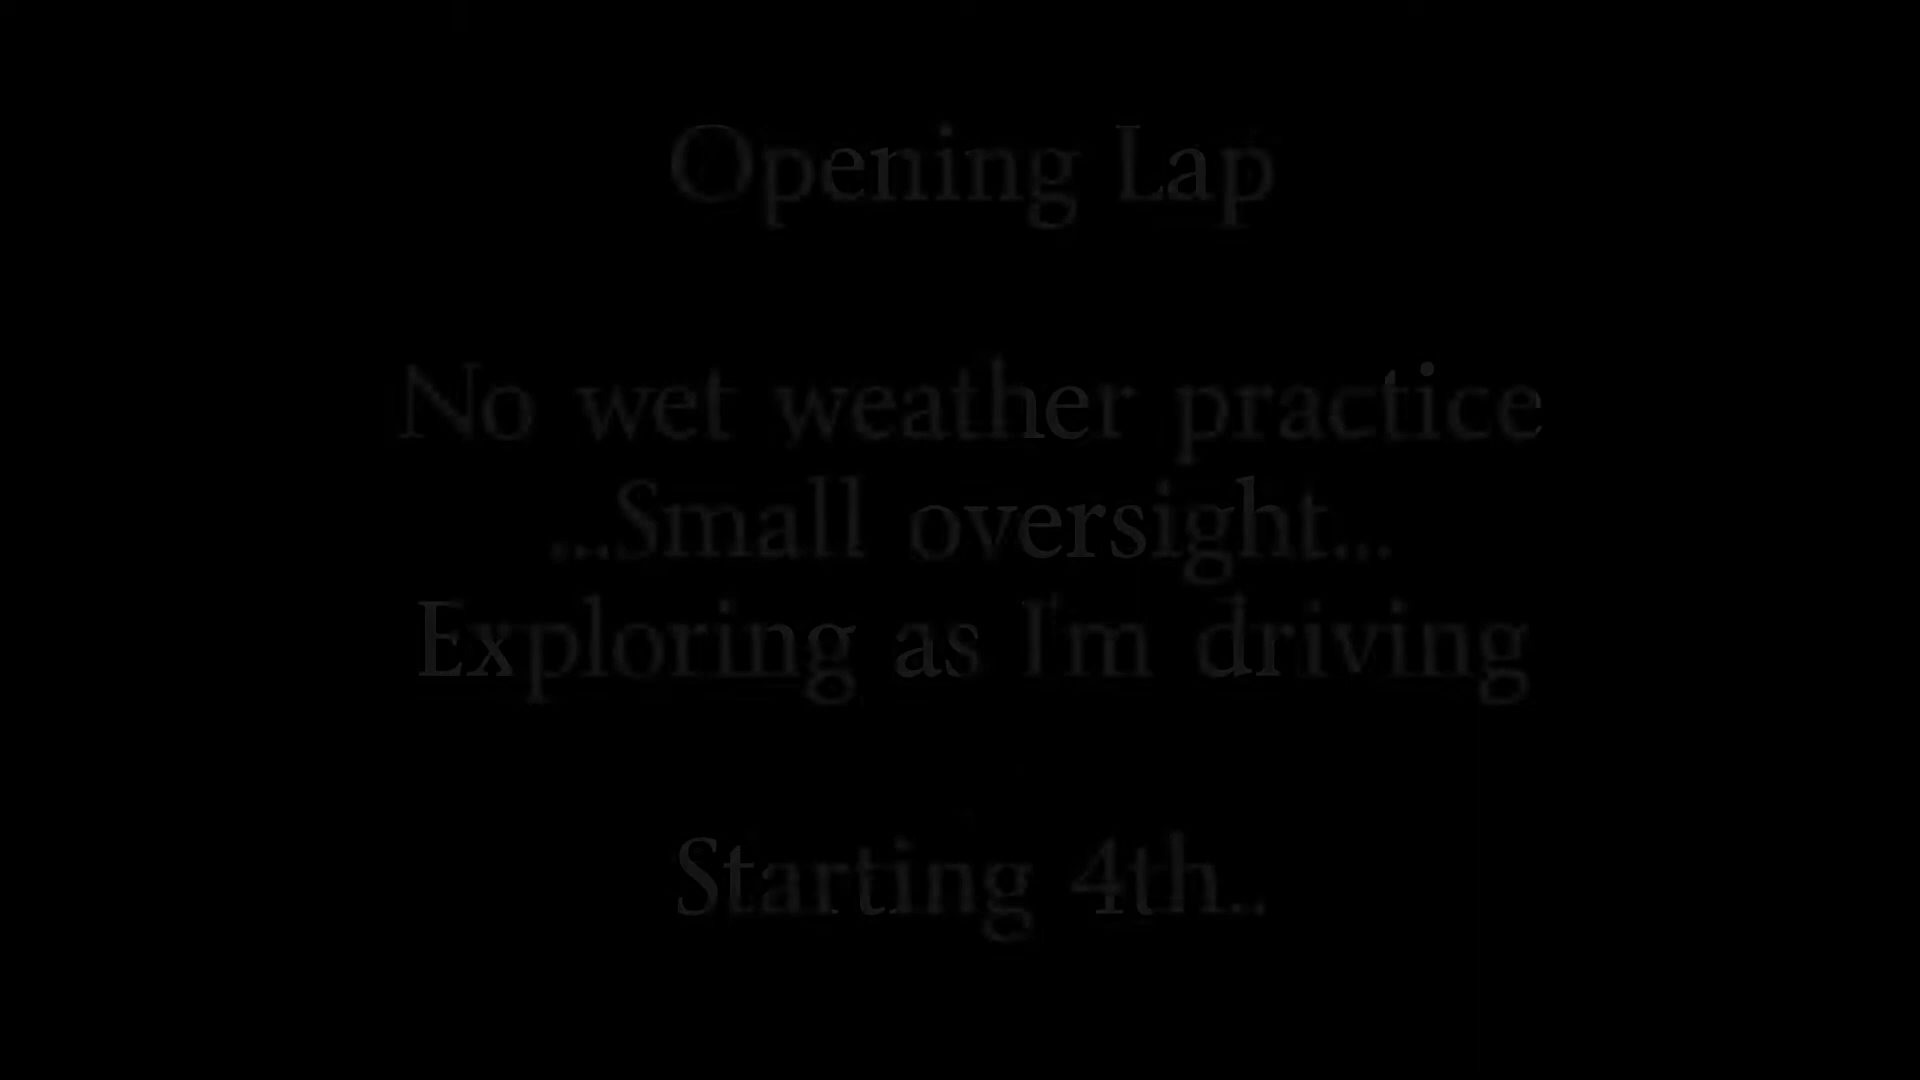 Opening Lap
No wet weather practice
...Small oversight...
Exploring as I'm driving
Starting 4th..